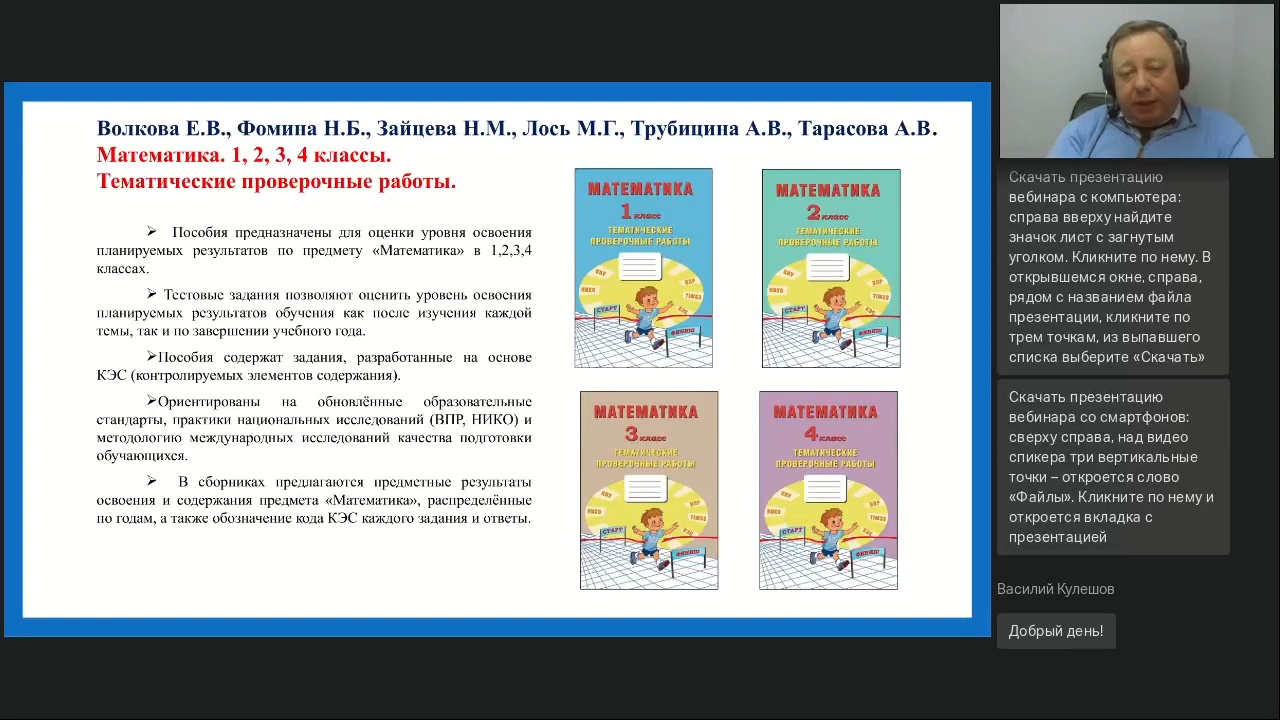 Волкова Е.В., Фомина Н.Б., Зайцева Н.М., Лось М.Г., Трубицина А.В., Тарасова А.В.
Математика. 1, 2, 3, 4 классы.
Тематические проверочные работы.
➢ Пособия предназначены для оценки уровня освоения
планируемых результатов по предмету «Математика» в 1,2,3,4
классах.
➢ Тестовые задания позволяют оценить уровень освоения
планируемых результатов обучения как после изучения каждой
темы, так и по завершении учебного года.
➢Пособия содержат задания, разработанные на основе
КЭС (контролируемых элементов содержания).
➢Ориентированы на обновлённые образовательные
стандарты, практики национальных исследований (ВПР, НИКО) и
методологию международных исследований качества подготовки
обучающихся.
➢ В сборниках предлагаются предметные результаты
освоения и содержания предмета «Математика», распределённые
по годам, а также обозначение кода КЭС каждого задания и ответы.
МАТЕМАТИКА
1 класс
ТЕМАТИЧЕСКИЕ
ПРОВЕРОЧНЫЕ РАБОТЫ
СТАРТ
ФИНИШ
МАТЕМАТИКА
2 класс
ТЕМАТИЧЕСКИЕ
ПРОВЕРОЧНЫЕ РАБОТЫ
СТАРТ
ФИНИШ
МАТЕМАТИКА
3 класс
ТЕМАТИЧЕСКИЕ
ПРОВЕРОЧНЫЕ РАБОТЫ
СТАРТ
ФИНИШ
МАТЕМАТИКА
4 класс
ТЕМАТИЧЕСКИЕ
ПРОВЕРОЧНЫЕ РАБОТЫ
СТАРТ
ФИНИШ
Скачать презентацию
вебинара с компьютера:
справа вверху найдите
значок лист с загнутым
уголком. Кликните по нему. В
открывшемся окне, справа,
рядом с названием файла
презентации, кликните по
трем точкам, из выпавшего
списка выберите «Скачать»
Скачать презентацию
вебинара со смартфонов:
сверху справа, над видео
спикера три вертикальные
точки – откроется слово
«Файлы». Кликните по нему и
откроется вкладка с
презентацией
Василий Кулешов
Добрый день!